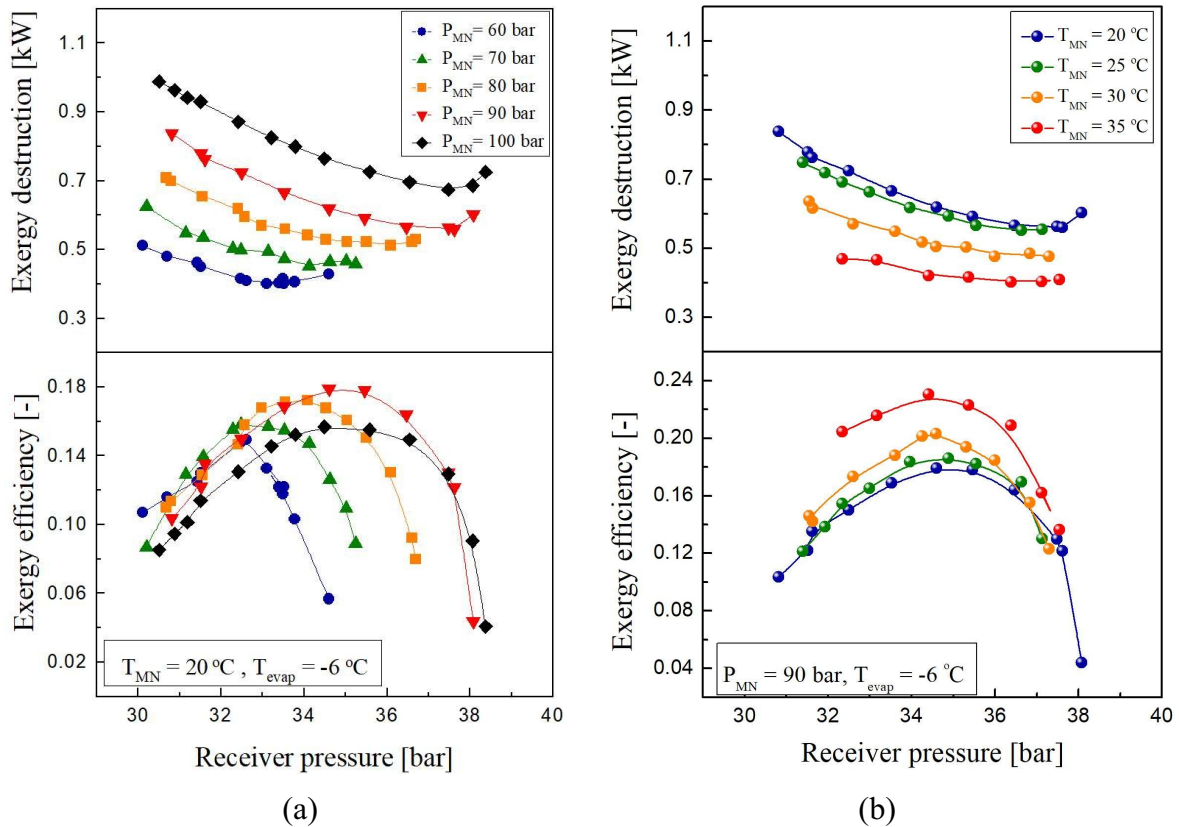 Exergy destruction [kW]
1.1
0.9
0.7
0.5
0.3
P_MN= 60 bar
P_MN= 70 bar
P_MN= 80 bar
P_MN= 90 bar
P_MN= 100 bar
Exergy efficiency [-]
0.18
0.14
0.10
0.06
0.02
T_MN = 20 °C , T_evap = -6 °C
30 32 34 36 38 40
Receiver pressure [bar]
(a)
Exergy destruction [kW]
1.1
0.9
0.7
0.5
0.3
T_MN = 20 °C
T_MN = 25 °C
T_MN = 30 °C
T_MN = 35 °C
Exergy efficiency [-]
0.24
0.20
0.16
0.12
0.08
0.04
P_MN = 90 bar, T_evap = -6 °C
30 32 34 36 38 40
Receiver pressure [bar]
(b)